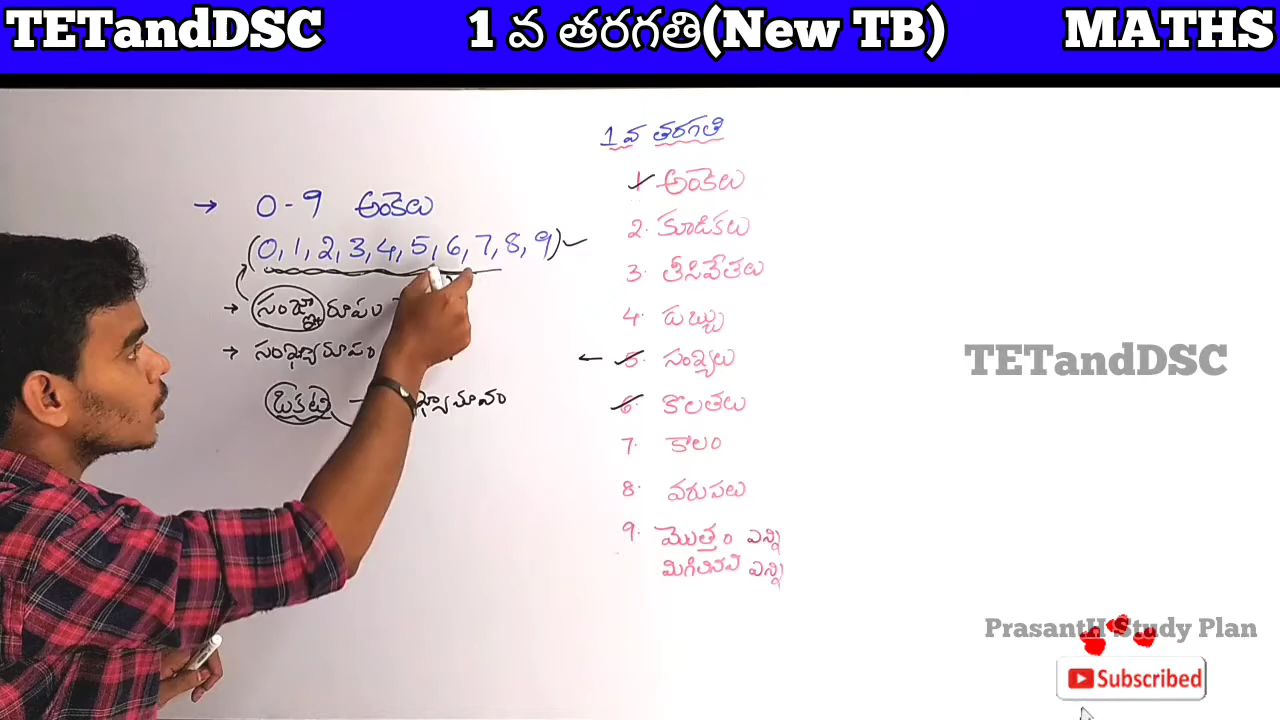 TETandDSC 1 వ తరగతి(New TB) MATHS
→ 0-9 అంకెలు
(0, 1, 2, 3, 4, 5, 6, 7, 8, 9)
→ సంజ్ఞారూపం
→ సంఖ్యారూపం
1 వ తరగతి
1. అంకెలు
2. కూడికలు
3. తీసివేతలు
4. డబ్బు
5. సంఖ్యలు
6. కొలతలు
7. కాలం
8. వరుసలు
9. మొత్తం ఎన్ని
మిగిలినవి ఎన్ని
TETandDSC
PrasantH Study Plan
Subscribed